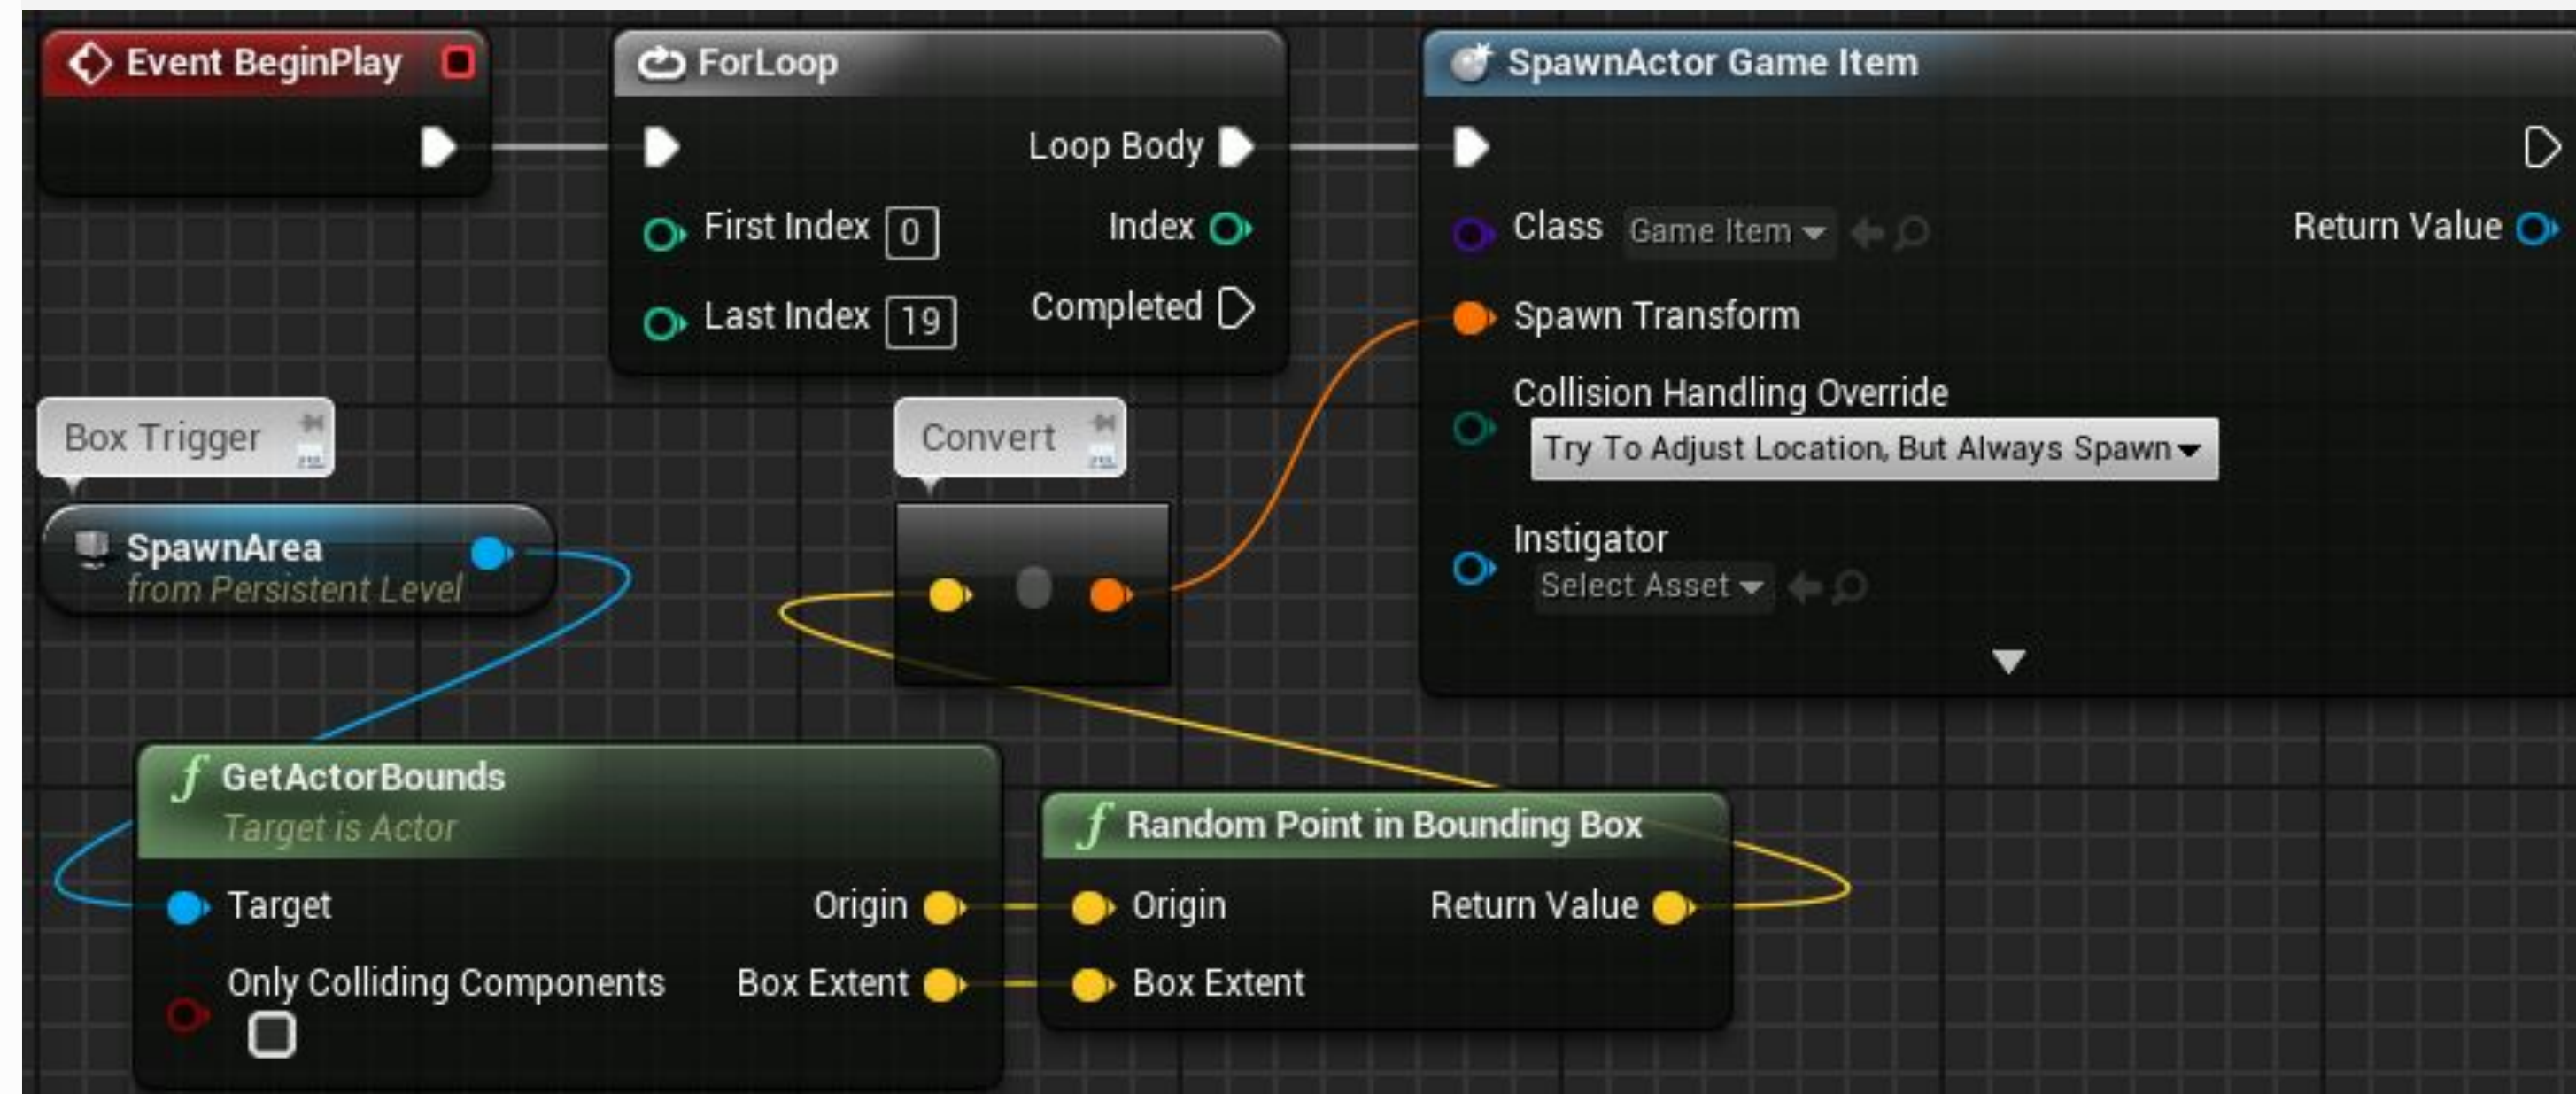 Event BeginPlay
ForLoop
Loop Body
First Index 0
Index
Last Index 19
Completed
SpawnActor Game Item
Class Game Item
Return Value
Spawn Transform
Collision Handling Override
Try To Adjust Location, But Always Spawn
Instigator
Select Asset
Box Trigger
SpawnArea
from Persistent Level
Convert
GetActorBounds
Target is Actor
Target
Origin
Only Colliding Components
Box Extent
Random Point in Bounding Box
Origin
Return Value
Box Extent